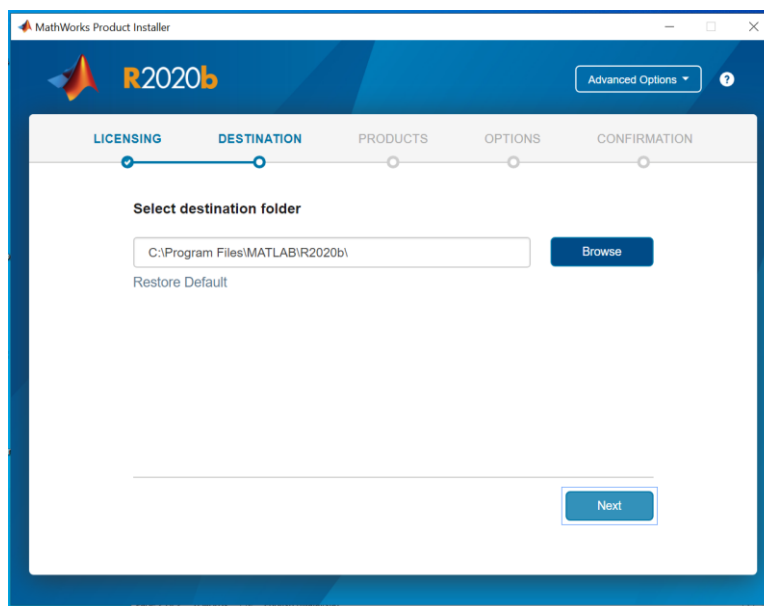 MathWorks Product Installer
R2020b
Advanced Options
?
LICENSING DESTINATION PRODUCTS OPTIONS CONFIRMATION
Select destination folder
C:\Program Files\MATLAB\R2020b\
Browse
Restore Default
Next